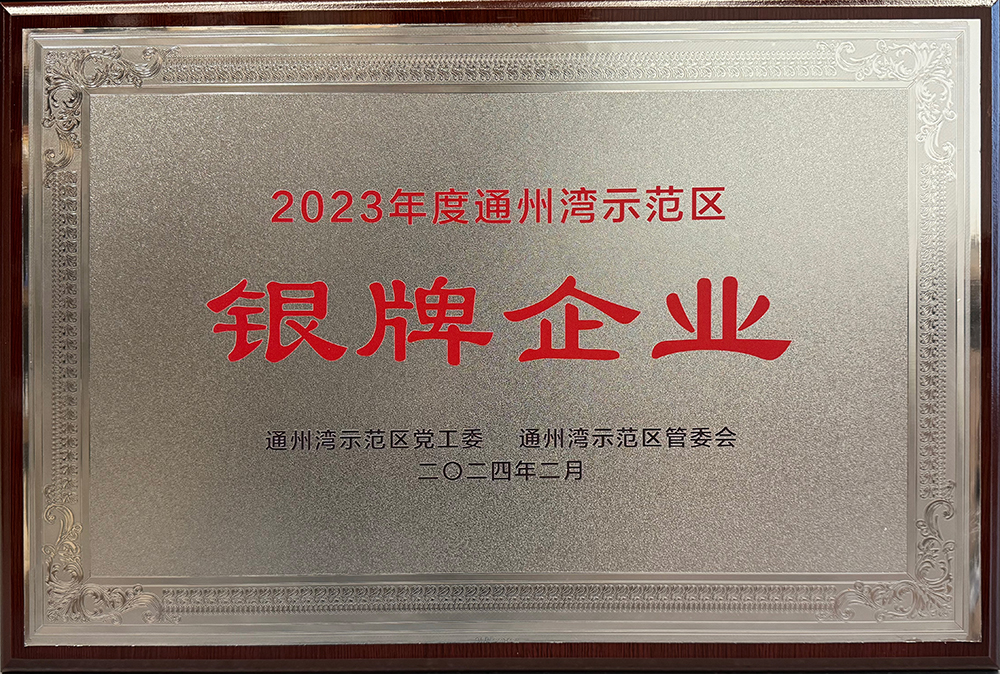 2023年度通州湾示范区
银牌企业
通州湾示范区党工委 通州湾示范区管委会
二〇二四年二月